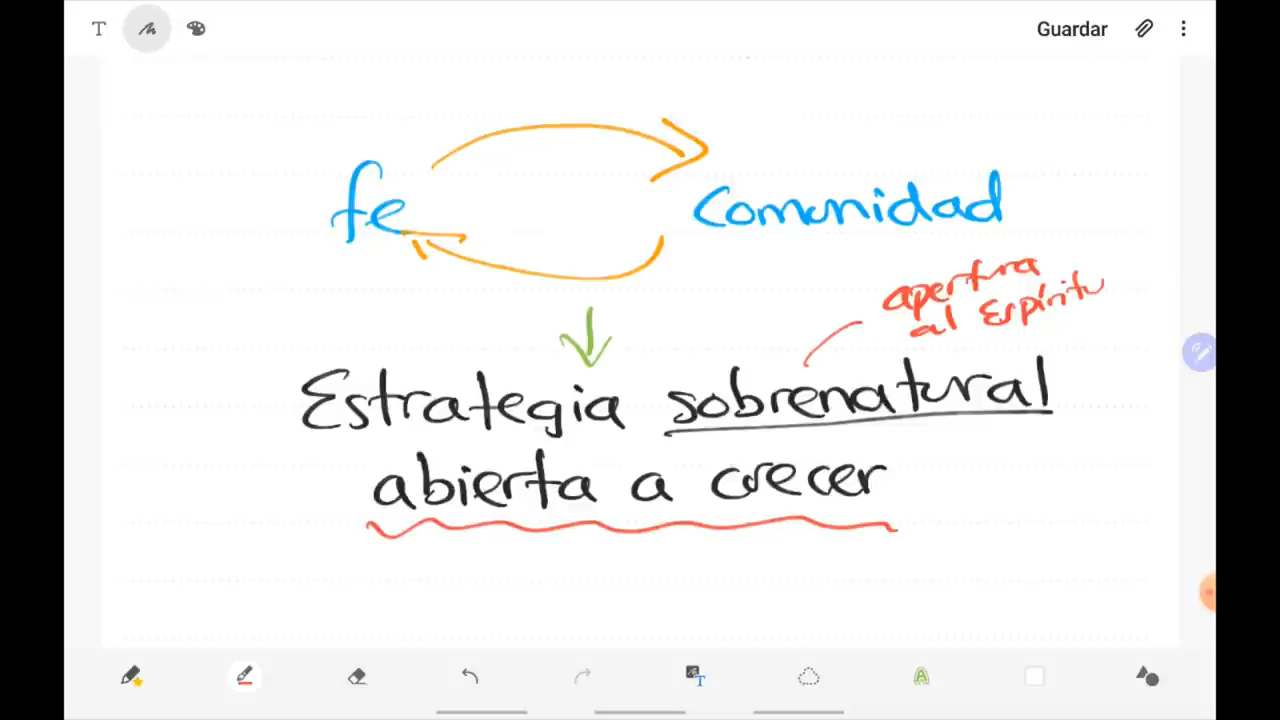 T
Guardar
fe
Comunidad
apertura
al Espíritu
Estrategia sobrenatural
abierta a crecer